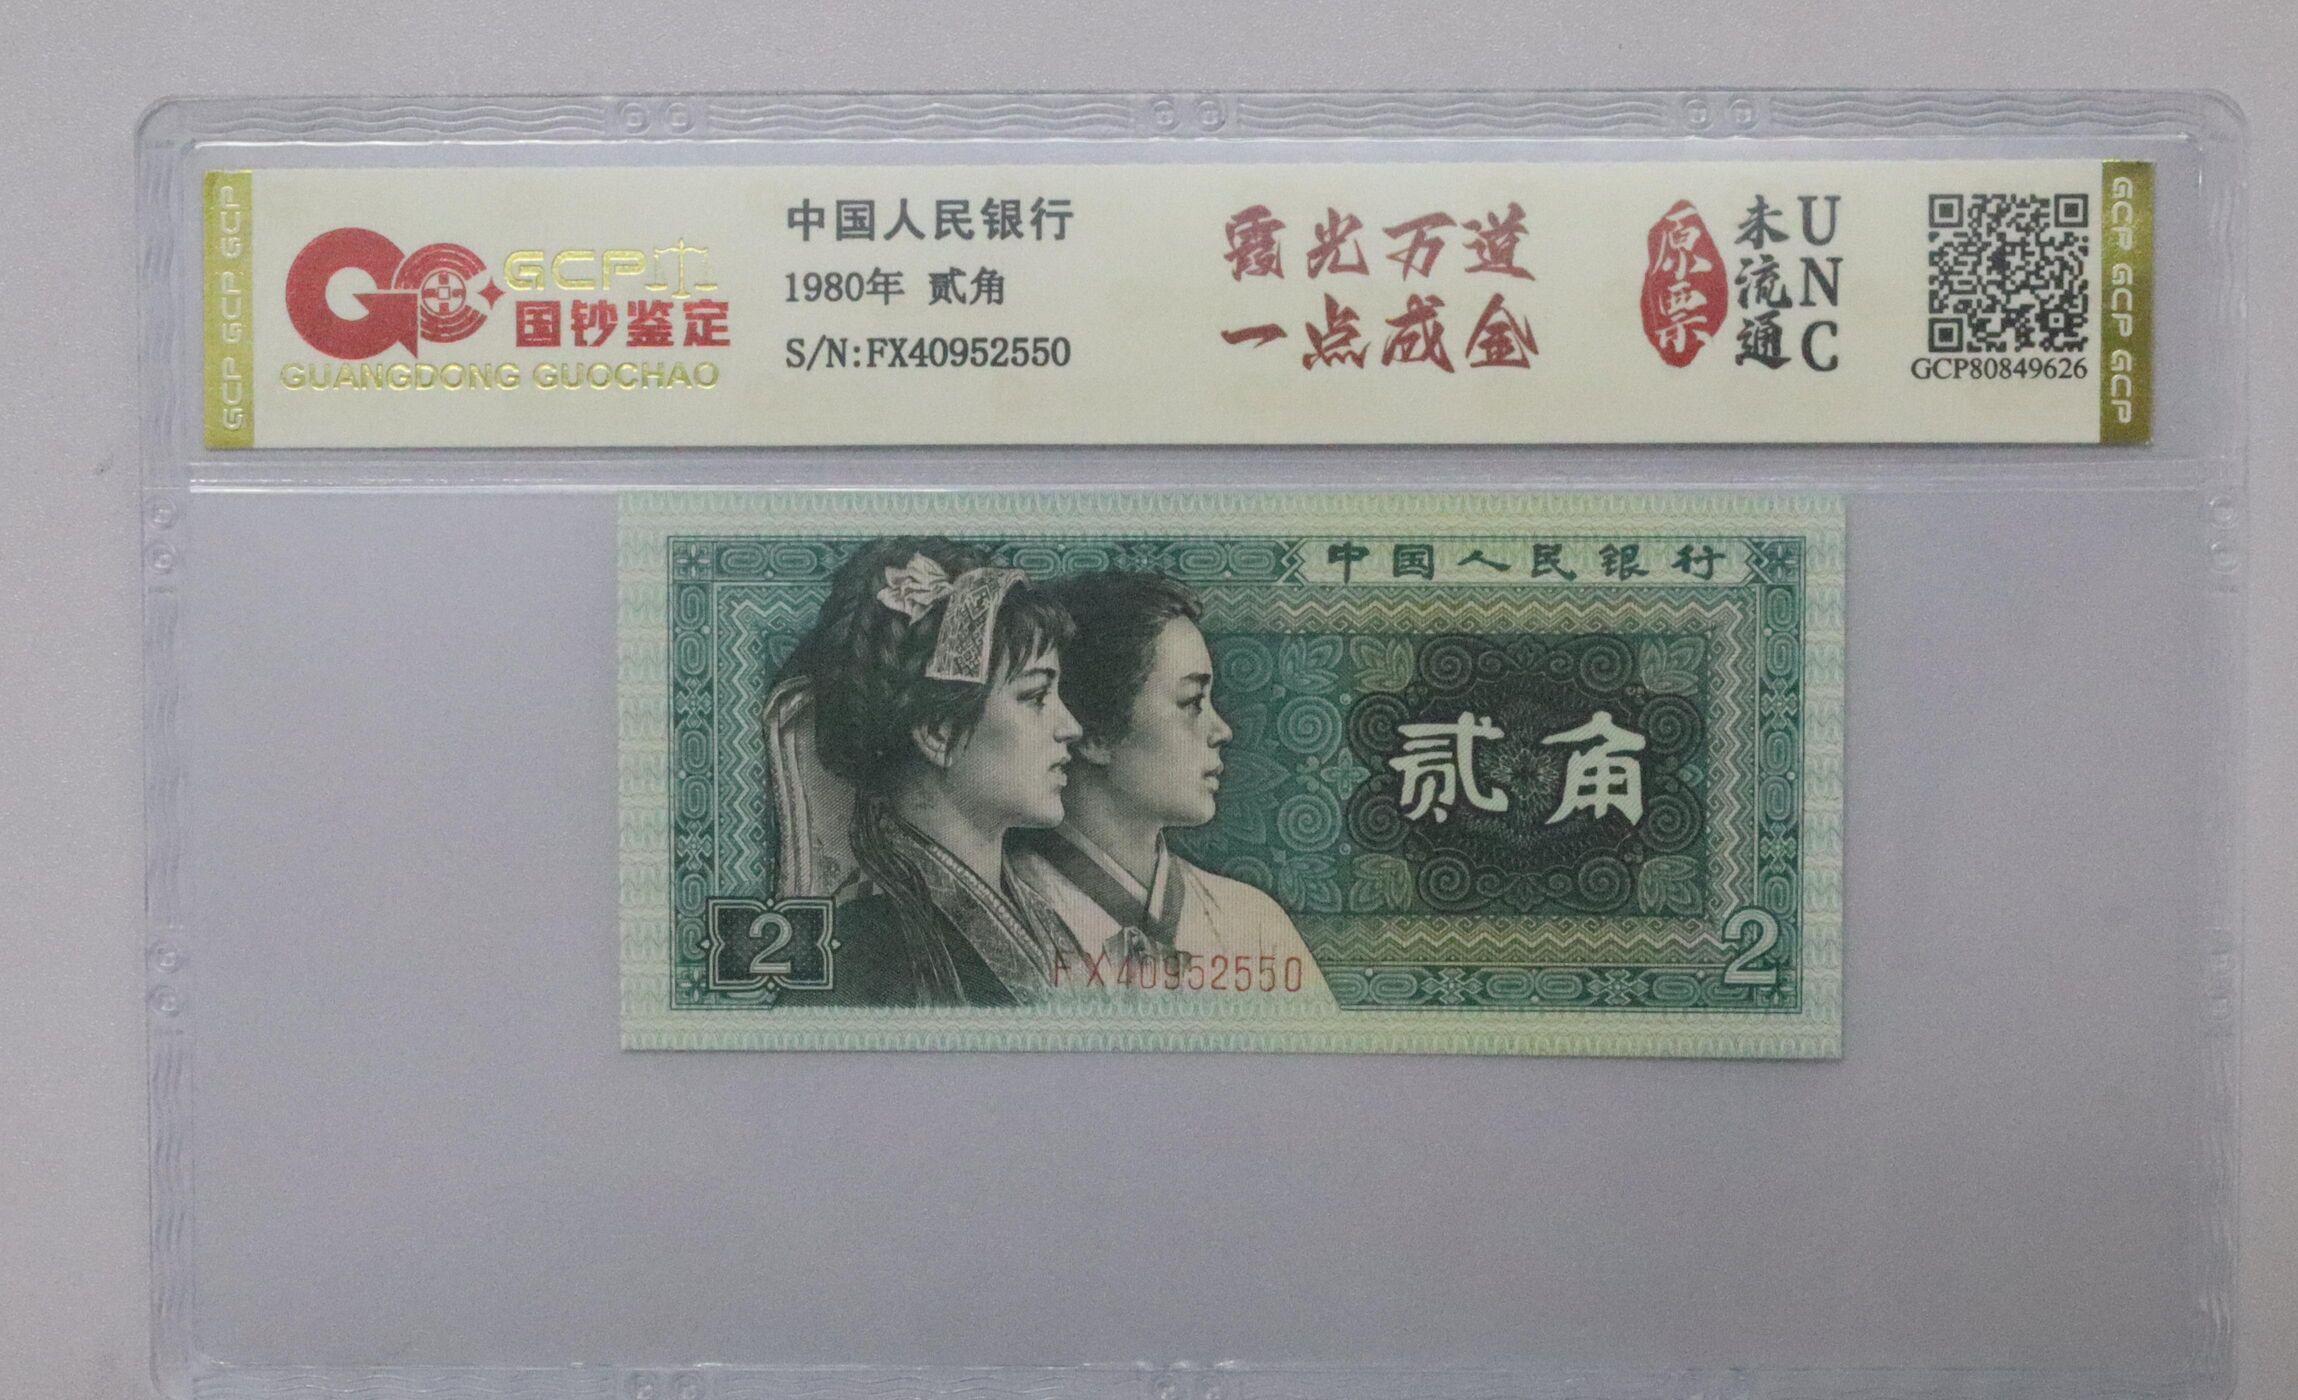 GCP GCP GCP GCP
GCP
国钞鉴定
GUANGDONG GUOCHAO
中国人民银行
1980年 贰角
S/N:FX40952550
霞光万道
一点成金
原票
未流通
UNC
GCP80849626
GCP GCP GCP GCP
中国人民银行
贰角
2
2
FX40952550